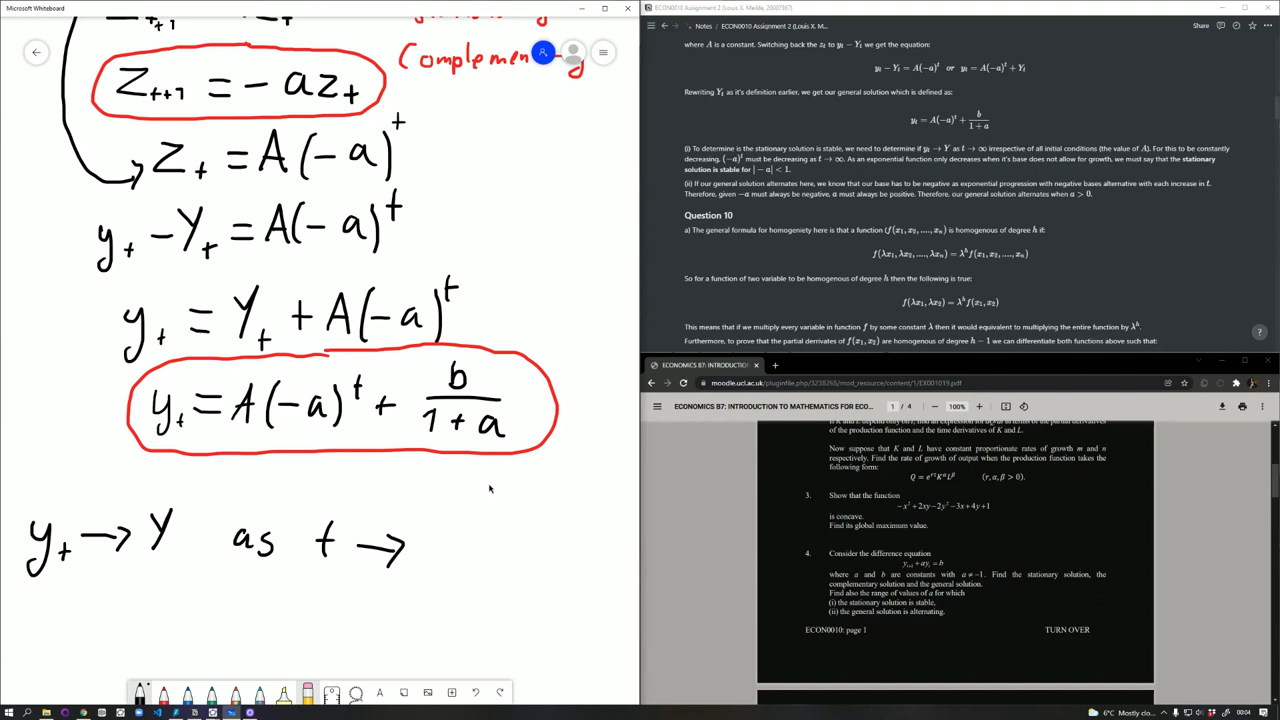 Microsoft Whiteboard
Z_{t+1} = -az_t
Z_t = A(-a)^t
y_t - Y_t = A(-a)^t
y_t = Y_t + A(-a)^t
y_t = A(-a)^t + b/(1 + a)
y_t → Y as t →
ECON0010 Assignment 2 (Louis X. Meikle, 20007367)
Notes / ECON0010 Assignment 2 (Louis X. M...
Share
where A is a constant. Switching back the z_t to y_t − Y_t we get the equation:
y_t − Y_t = A(−a)^t or y_t = A(−a)^t + Y_t
Rewriting Y_t as it's definition earlier, we get our general solution which is defined as:
y_t = A(−a)^t + b/(1 + a)
(i) To determine is the stationary solution is stable, we need to determine if y_t → Y as t → ∞ irrespective of all initial conditions (the value of A). For this to be constantly
decreasing, (−a)^t must be decreasing as t → ∞. As an exponential function only decreases when it's base does not allow for growth, we must say that the stationary
solution is stable for | − a| < 1.
(ii) If our general solution alternates here, we know that our base has to be negative as exponential progression with negative bases alternative with each increase in t.
Therefore, given −a must always be negative, a must always be positive. Therefore, our general solution alternates when a > 0.
Question 10
a) The general formula for homogeniety here is that a function (f(x_1, x_2, ...., x_n) is homogenous of degree h if:
f(λx_1, λx_2, ...., λx_n) = λ^h f(x_1, x_2, ...., x_n)
So for a function of two variable to be homogenous of degree h then the following is true:
f(λx_1, λx_2) = λ^h f(x_1, x_2)
This means that if we multiply every variable in function f by some constant λ then it would equivalent to multiplying the entire function by λ^h.
Furthermore, to prove that the partial derivates of f(x_1, x_2) are homogenous of degree h − 1 we can differentiate both functions above such that:
ECONOMICS B7: INTRODUCTION
moodle.ucl.ac.uk/pluginfile.php/3238265/mod_resource/content/1/EX001019.pdf
ECONOMICS B7: INTRODUCTION TO MATHEMATICS FOR ECO...
1 / 4
100%
of the production function and the time derivatives of K and L.
Now suppose that K and L have constant proportionate rates of growth m and n
respectively. Find the rate of growth of output when the production function takes the
following form:
Q = e^{rt}K^αL^β (r, α, β > 0).
3. Show that the function
−x² + 2xy − 2y² − 3x + 4y + 1
is concave.
Find its global maximum value.
4. Consider the difference equation
y_{t+1} + ay_t = b
where a and b are constants with a ≠ −1. Find the stationary solution, the
complementary solution and the general solution.
Find also the range of values of a for which
(i) the stationary solution is stable,
(ii) the general solution is alternating.
ECON0010: page 1 TURN OVER
6°C Mostly clo...
00:04